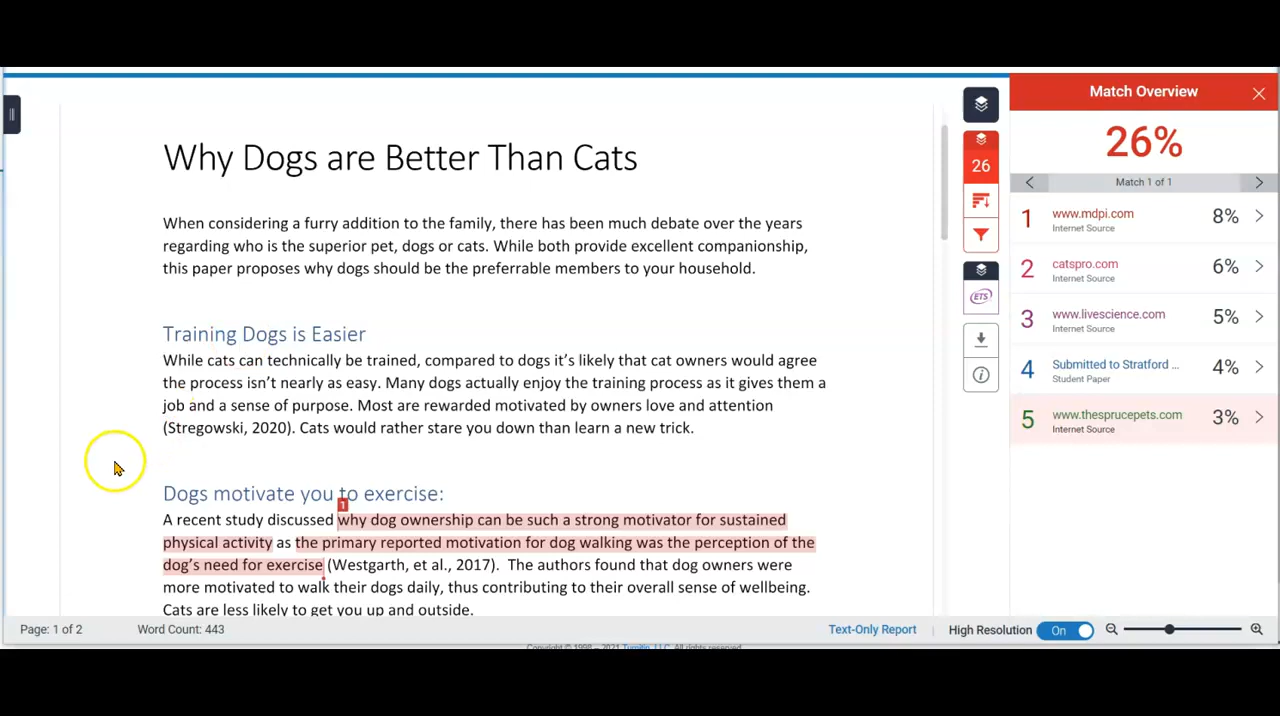 Match Overview
Why Dogs are Better Than Cats
26%
26
Match 1 of 1
1 www.mdpi.com 8%
Internet Source
When considering a furry addition to the family, there has been much debate over the years
regarding who is the superior pet, dogs or cats. While both provide excellent companionship,
this paper proposes why dogs should be the preferrable members to your household.
2 catspro.com 6%
Internet Source
ETS
3 www.livescience.com 5%
Internet Source
Training Dogs is Easier
While cats can technically be trained, compared to dogs it’s likely that cat owners would agree
the process isn’t nearly as easy. Many dogs actually enjoy the training process as it gives them a
job and a sense of purpose. Most are rewarded motivated by owners love and attention
(Stregowski, 2020). Cats would rather stare you down than learn a new trick.
4 Submitted to Stratford ... 4%
Student Paper
5 www.thesprucepets.com 3%
Internet Source
Dogs motivate you to exercise:
1
A recent study discussed why dog ownership can be such a strong motivator for sustained
physical activity as the primary reported motivation for dog walking was the perception of the
dog’s need for exercise (Westgarth, et al., 2017). The authors found that dog owners were
more motivated to walk their dogs daily, thus contributing to their overall sense of wellbeing.
Cats are less likely to get you up and outside.
Page: 1 of 2 Word Count: 443 Text-Only Report High Resolution On
Copyright © 1998 – 2021 Turnitin, LLC. All rights reserved.